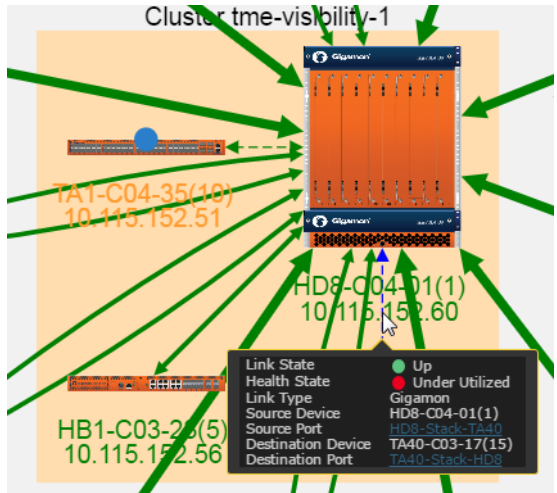 Cluster tme-visibility-1
Gigamon
TA1-C04-35(10)
10.115.152.51
Gigamon
HD8-C04-01(1)
10.115.152.60
HB1-C03-28(5)
10.115.152.56
Link State Up
Health State Under Utilized
Link Type Gigamon
Source Device HD8-C04-01(1)
Source Port HD8-Stack-TA40
Destination Device TA40-C03-17(15)
Destination Port TA40-Stack-HD8